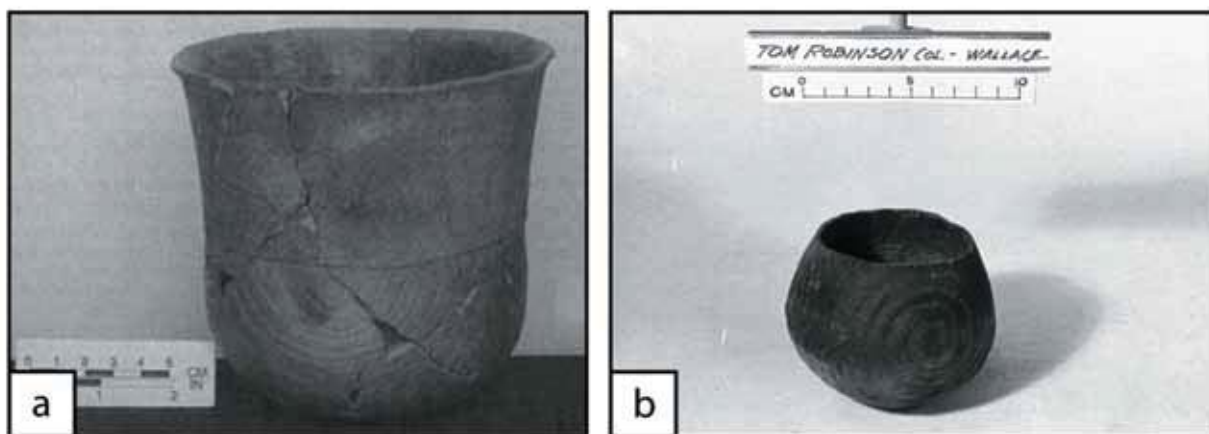 0 1 2 3 4 5
CM
IN
1 2
a
TOM ROBINSON COL. - WALLACE
0 5 10
CM
b